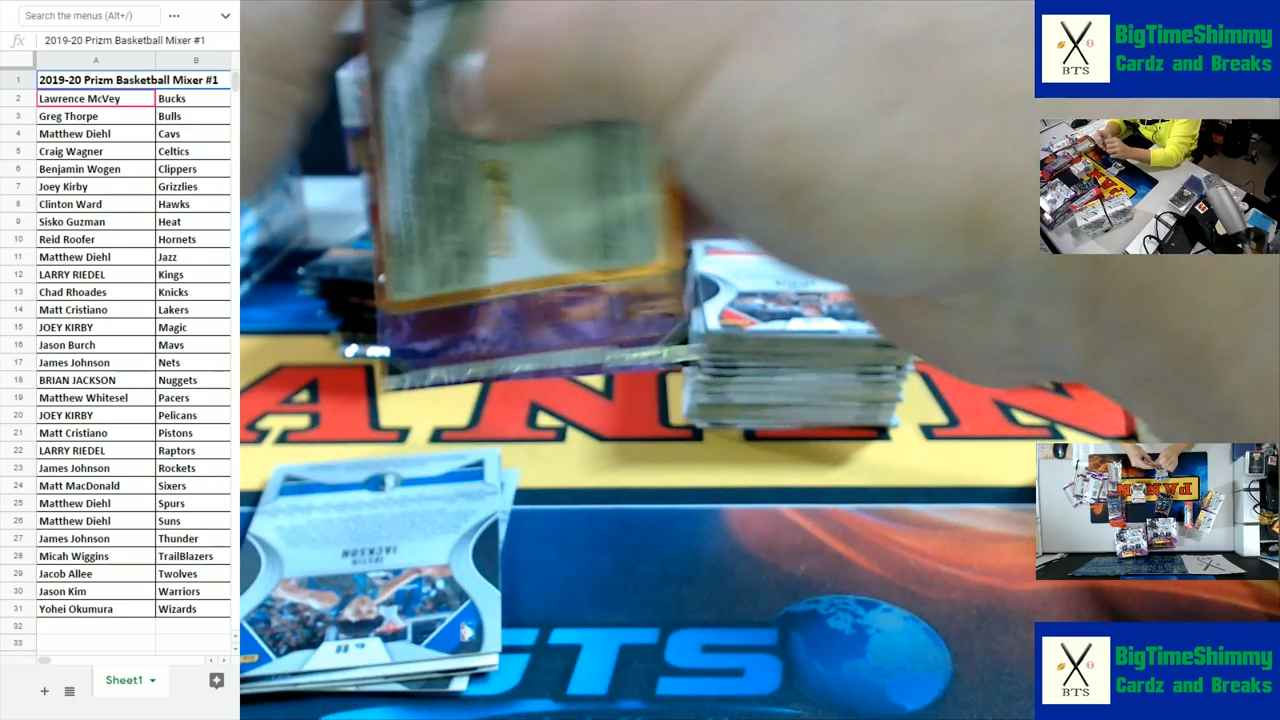 Search the menus (Alt+/)
fx 2019-20 Prizm Basketball Mixer #1
A B
1 2019-20 Prizm Basketball Mixer #1
2 Lawrence McVey Bucks
3 Greg Thorpe Bulls
4 Matthew Diehl Cavs
5 Craig Wagner Celtics
6 Benjamin Wogen Clippers
7 Joey Kirby Grizzlies
8 Clinton Ward Hawks
9 Sisko Guzman Heat
10 Reid Roofer Hornets
11 Matthew Diehl Jazz
12 LARRY RIEDEL Kings
13 Chad Rhoades Knicks
14 Matt Cristiano Lakers
15 JOEY KIRBY Magic
16 Jason Burch Mavs
17 James Johnson Nets
18 BRIAN JACKSON Nuggets
19 Matthew Whitesel Pacers
20 JOEY KIRBY Pelicans
21 Matt Cristiano Pistons
22 LARRY RIEDEL Raptors
23 James Johnson Rockets
24 Matt MacDonald Sixers
25 Matthew Diehl Spurs
26 Matthew Diehl Suns
27 James Johnson Thunder
28 Micah Wiggins TrailBlazers
29 Jacob Allee Twolves
30 Jason Kim Warriors
31 Yohei Okumura Wizards
32
33
Sheet1
JUSTIN
JACKSON
GTS
BTS
BigTimeShimmy
Cardz and Breaks
PANINI
BTS
BigTimeShimmy
Cardz and Breaks